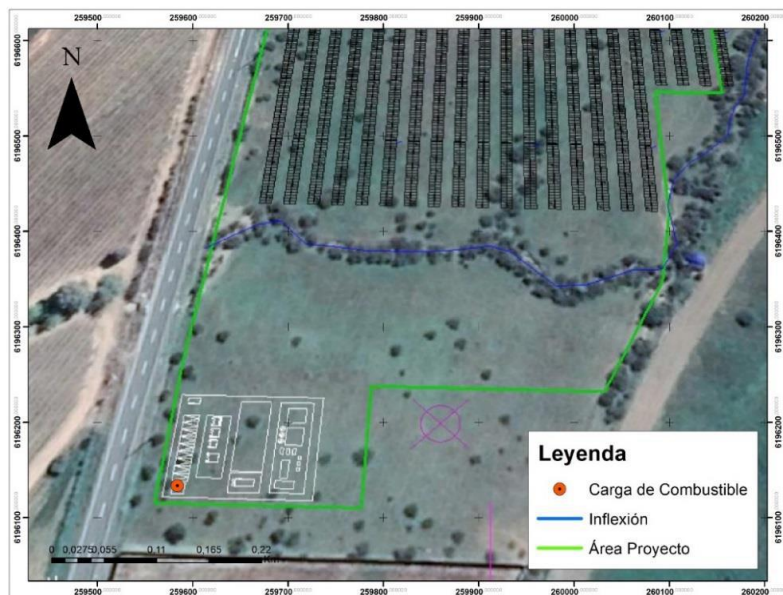 259500 259600 259700 259800 259900 260000 260100 260200
N
6196600 6196600
6196500 6196500
6196400 6196400
6196300 6196300
6196200 6196200
6196100 6196100
Leyenda
Carga de Combustible
Inflexión
Área Proyecto
0 0,0275 0,055 0,11 0,165 0,22
259500 259600 259700 259800 259900 260000 260100 260200